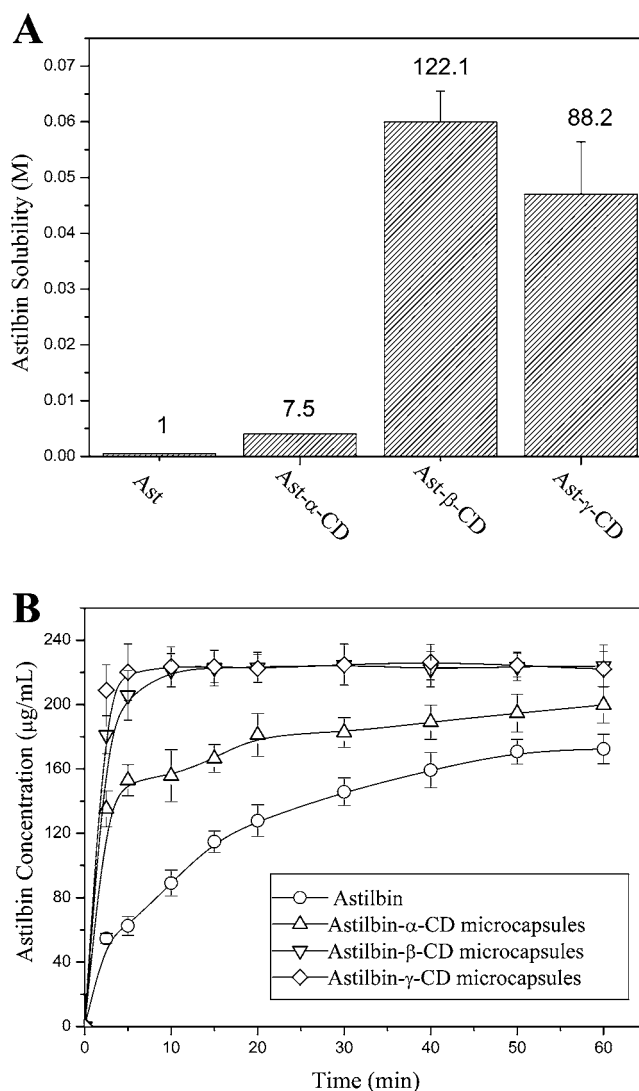 A
0.07
0.06
0.05
0.04
0.03
0.02
0.01
0.00
Astilbin Solubility (M)
1
7.5
122.1
88.2
Ast
Ast-α-CD
Ast-β-CD
Ast-γ-CD
B
240
200
160
120
80
40
0
Astilbin Concentration (μg/mL)
Astilbin
Astilbin-α-CD microcapsules
Astilbin-β-CD microcapsules
Astilbin-γ-CD microcapsules
0 10 20 30 40 50 60
Time (min)